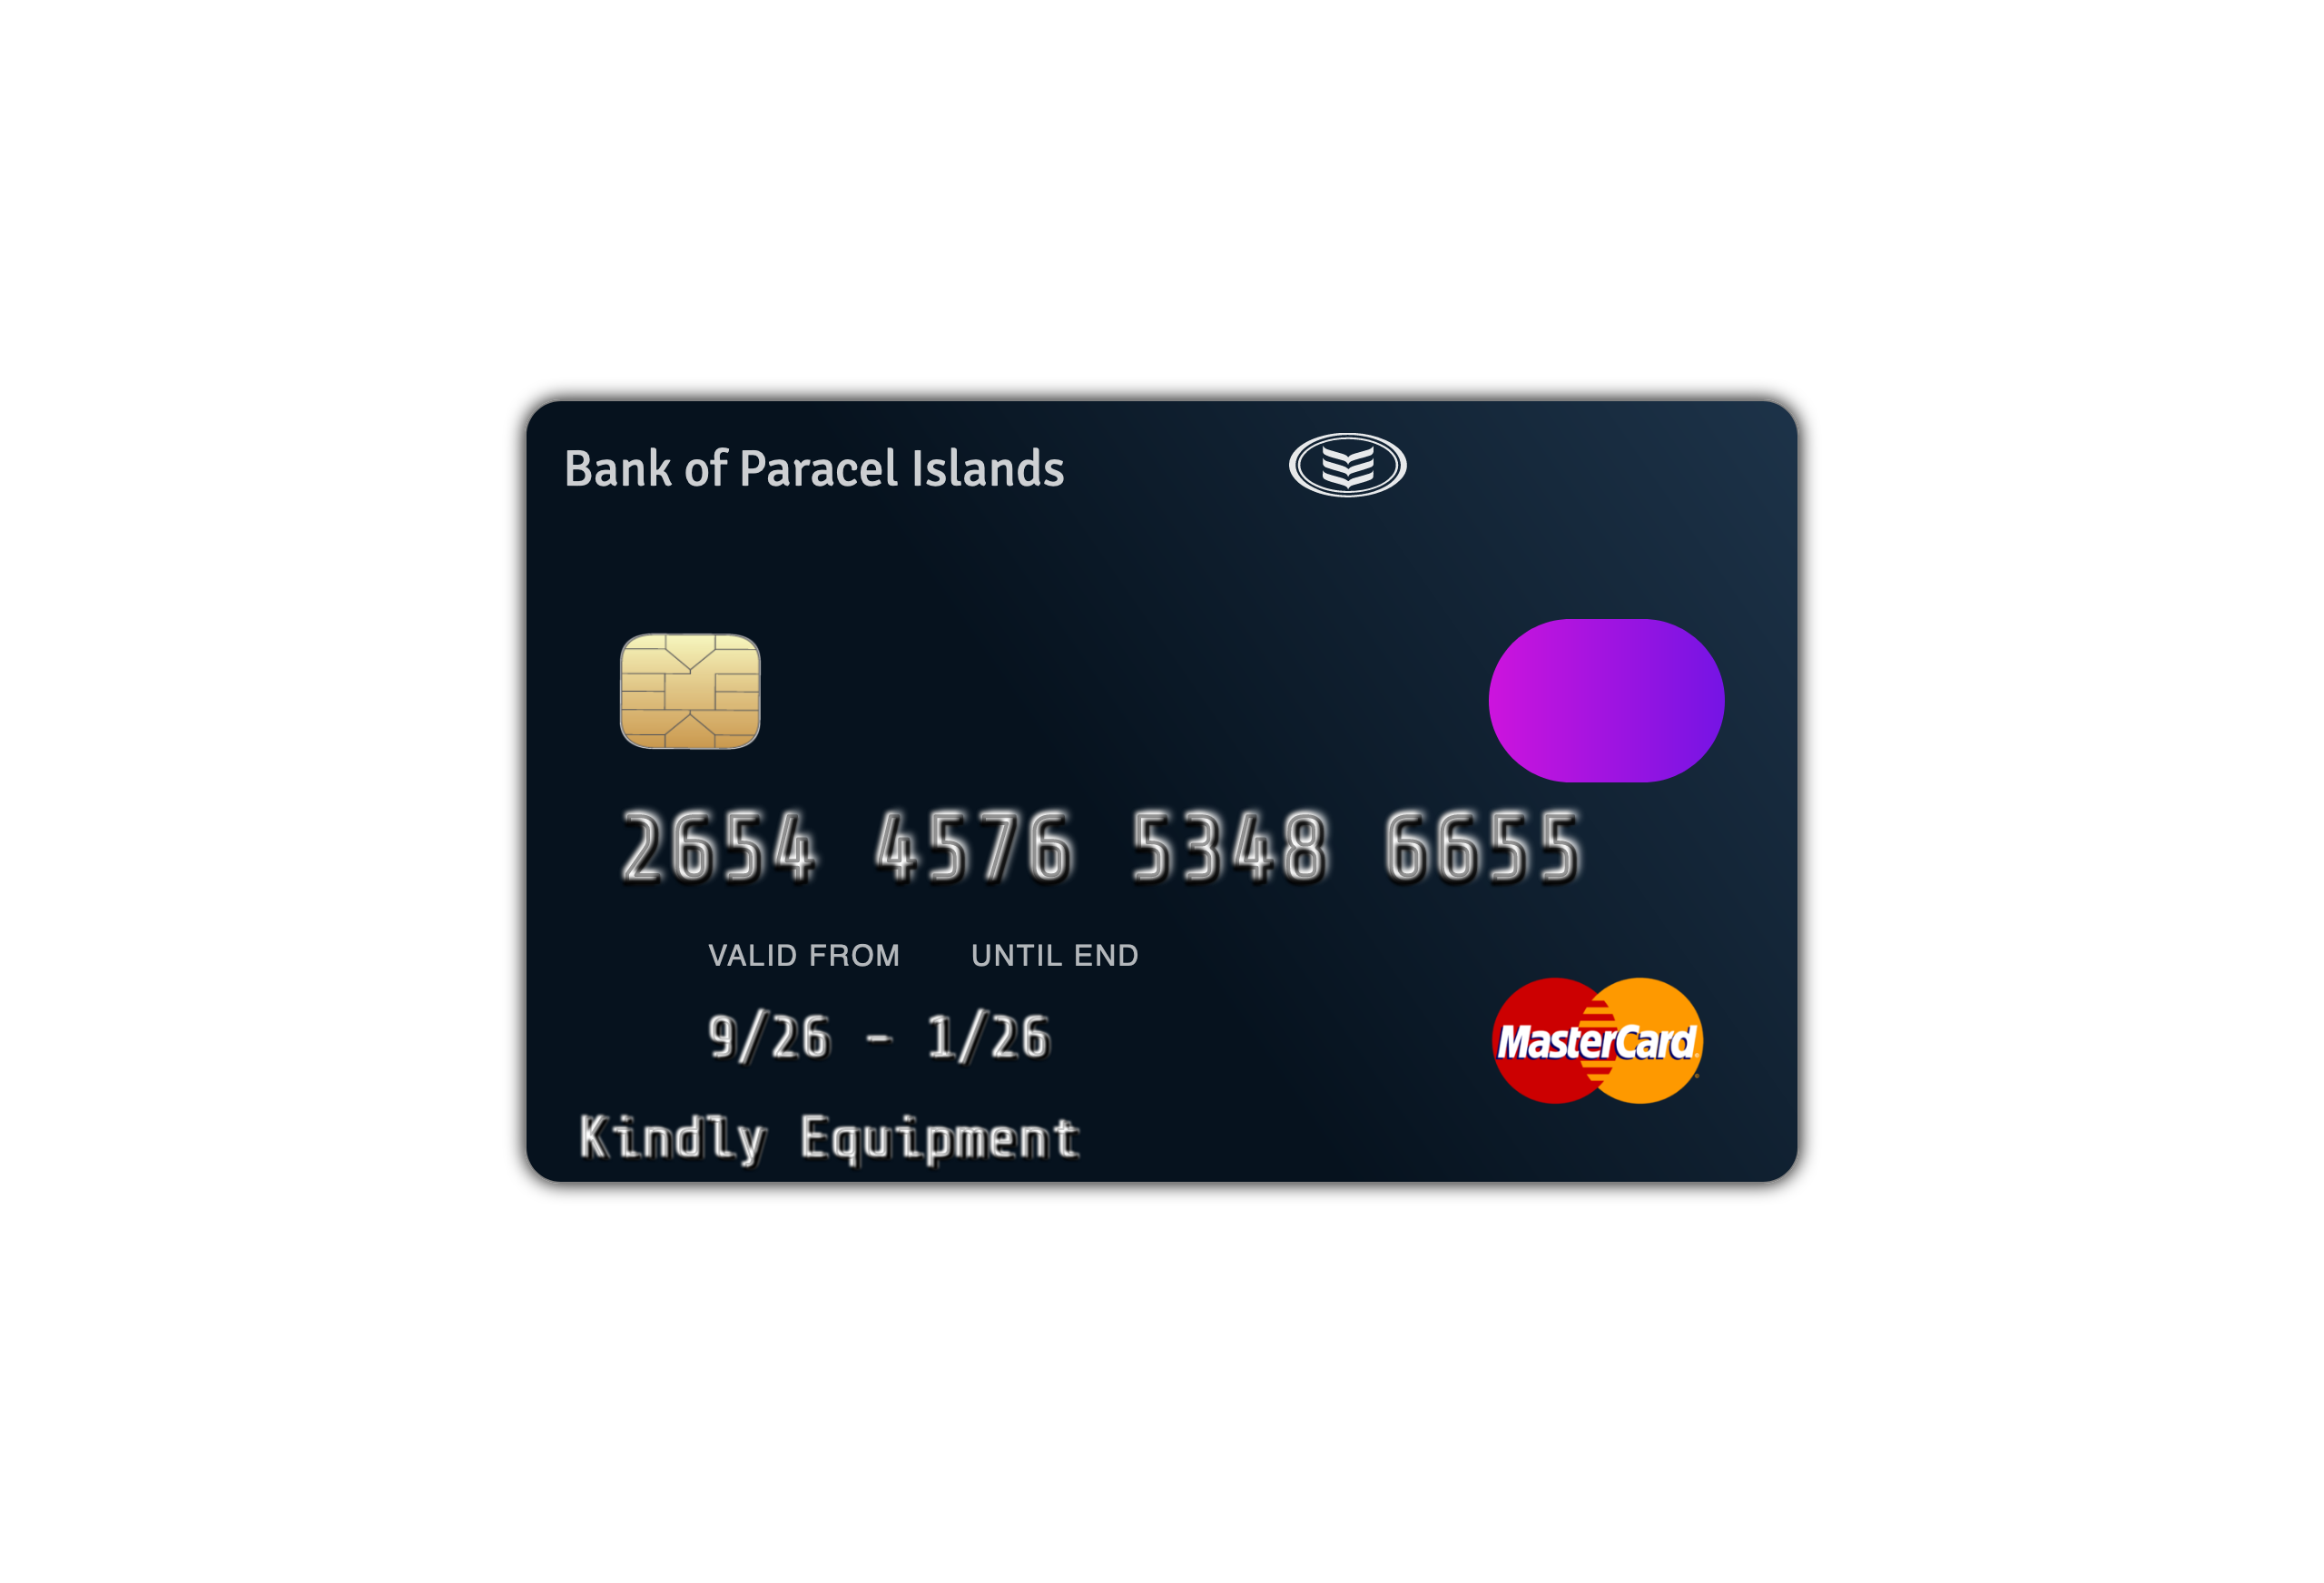 Bank of Paracel Islands
2654 4576 5348 6655
VALID FROM UNTIL END
9/26 - 1/26
MasterCard
Kindly Equipment